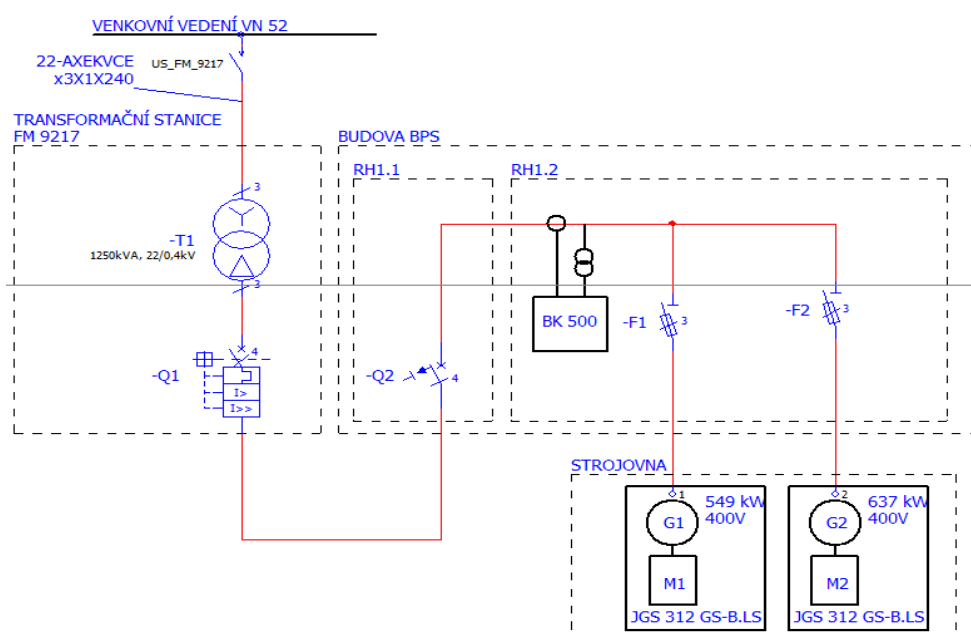 VENKOVNÍ VEDENÍ VN 52
22-AXEKVCE
x3X1X240
US_FM_9217
TRANSFORMAČNÍ STANICE
FM 9217
BUDOVA BPS
RH1.1
RH1.2
3
-T1
1250kVA, 22/0,4kV
3
BK 500
-F1
3
-F2
3
-Q1
4
I>
I>>
-Q2
4
STROJOVNA
1
549 kW
400V
G1
M1
JGS 312 GS-B.LS
2
637 kW
400V
G2
M2
JGS 312 GS-B.LS